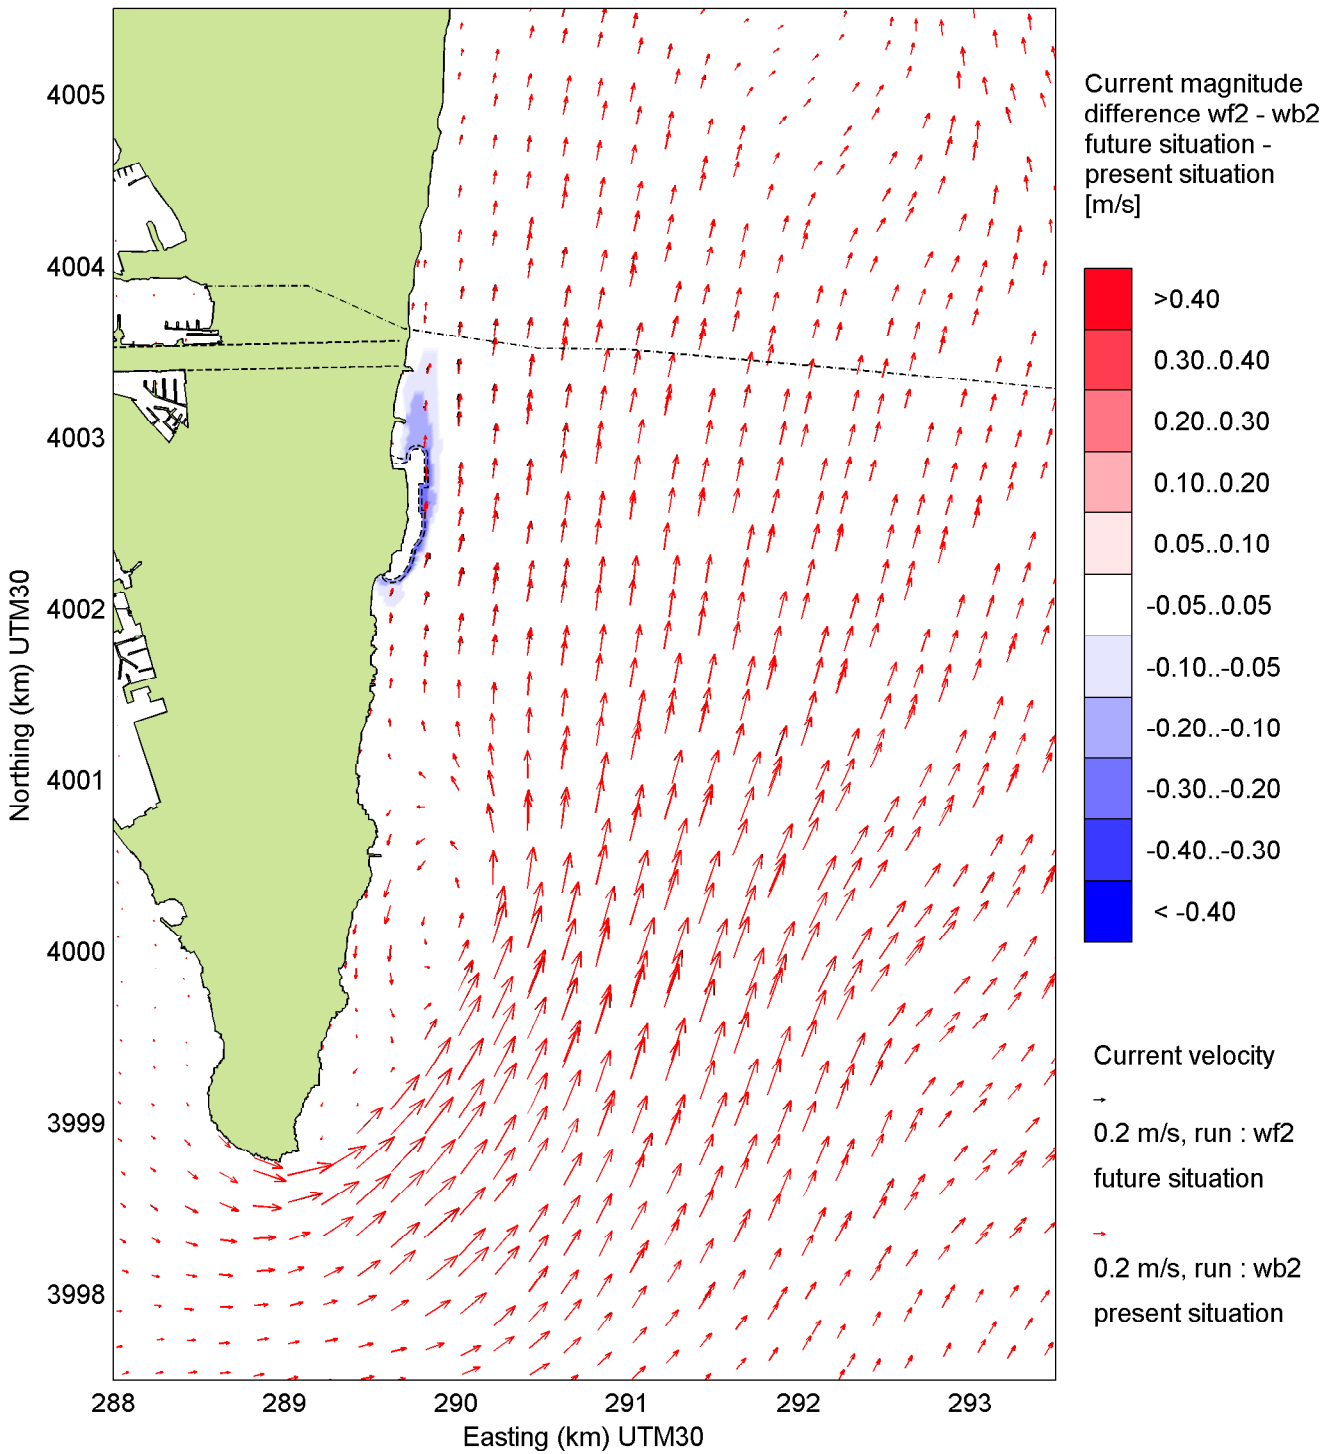 4005
4004
4003
4002
4001
4000
3999
3998
Northing (km) UTM30
288
289
290
291
292
293
Easting (km) UTM30
Current magnitude
difference wf2 - wb2
future situation -
present situation
[m/s]
>0.40
0.30..0.40
0.20..0.30
0.10..0.20
0.05..0.10
-0.05..0.05
-0.10..-0.05
-0.20..-0.10
-0.30..-0.20
-0.40..-0.30
< -0.40
Current velocity
0.2 m/s, run : wf2
future situation
0.2 m/s, run : wb2
present situation